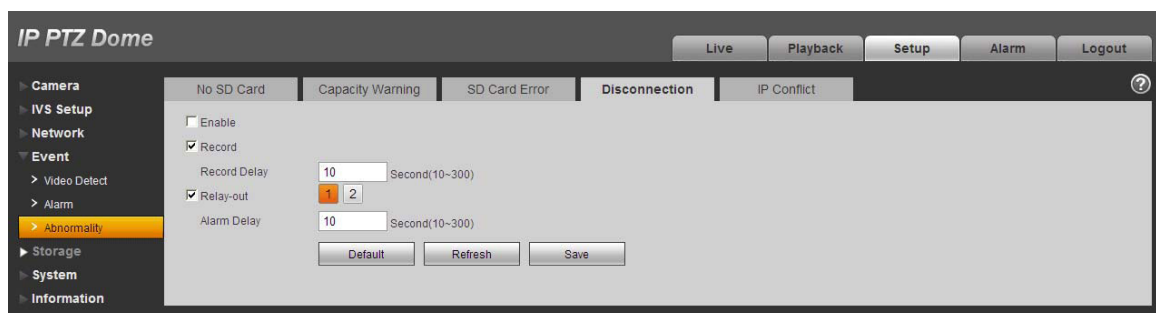 IP PTZ Dome
Live Playback Setup Alarm Logout
Camera
IVS Setup
Network
Event
> Video Detect
> Alarm
> Abnormality
Storage
System
Information
No SD Card Capacity Warning SD Card Error Disconnection IP Conflict ?
Enable
Record
Record Delay 10 Second(10~300)
Relay-out 1 2
Alarm Delay 10 Second(10~300)
Default Refresh Save